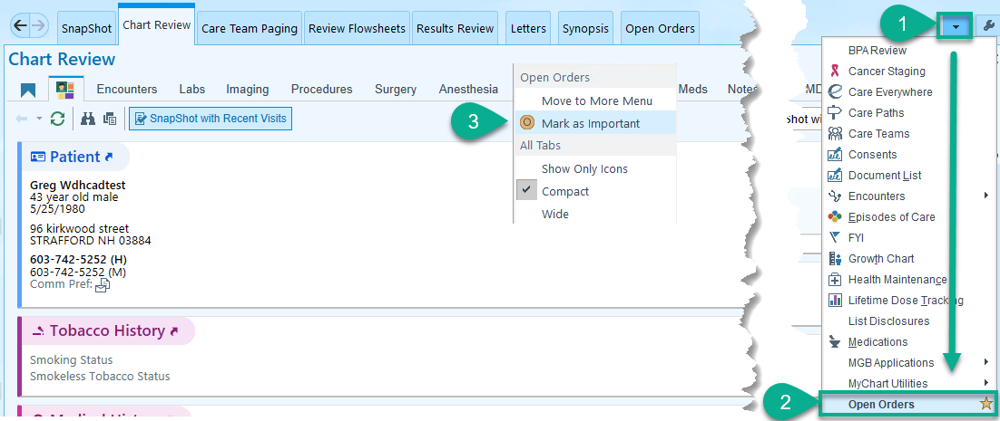 SnapShot
Chart Review
Care Team Paging
Review Flowsheets
Results Review
Letters
Synopsis
Open Orders
1
Chart Review
Encounters
Labs
Imaging
Procedures
Surgery
Anesthesia
Meds
Notes
MD
SnapShot with Recent Visits
Patient
Greg Wdhcadtest
43 year old male
5/25/1980
96 kirkwood street
STRAFFORD NH 03884
603-742-5252 (H)
603-742-5252 (M)
Comm Pref:
Tobacco History
Smoking Status
Smokeless Tobacco Status
Medical History
Open Orders
Move to More Menu
3
Mark as Important
All Tabs
Show Only Icons
Compact
Wide
BPA Review
Cancer Staging
Care Everywhere
Care Paths
Care Teams
Consents
Document List
Encounters
Episodes of Care
FYI
Growth Chart
Health Maintenance
Lifetime Dose Tracking
List Disclosures
Medications
MGB Applications
MyChart Utilities
2
Open Orders